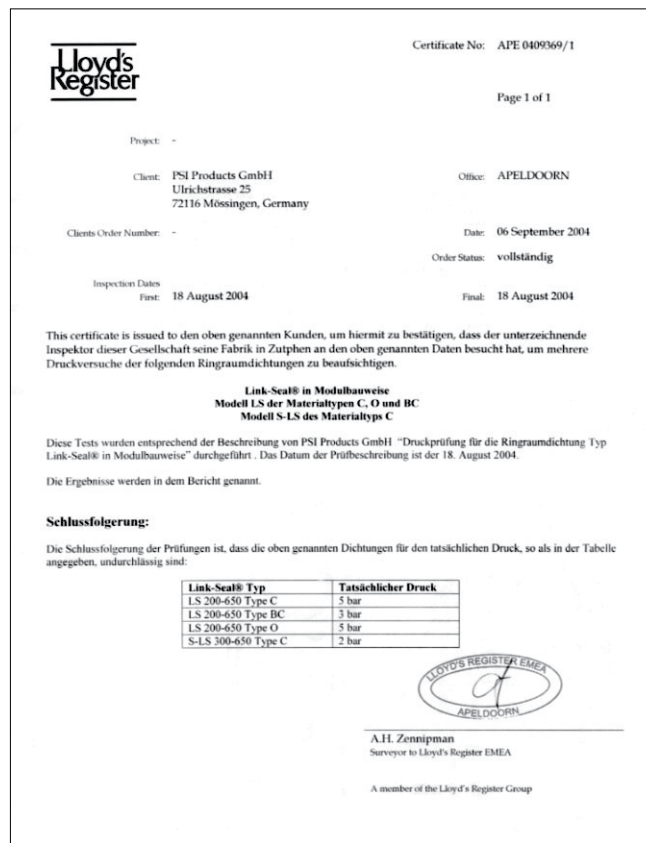 Lloyd's
Register
Certificate No: APE 0409369/1
Page 1 of 1
Project: -
Client: PSI Products GmbH
Ulrichstrasse 25
72116 Mössingen, Germany
Office: APELDOORN
Clients Order Number: -
Date: 06 September 2004
Order Status: vollständig
Inspection Dates
First: 18 August 2004
Final: 18 August 2004
This certificate is issued to den oben genannten Kunden, um hiermit zu bestätigen, dass der unterzeichnende
Inspektor dieser Gesellschaft seine Fabrik in Zutphen an den oben genannten Daten besucht hat, um mehrere
Druckversuche der folgenden Ringraumdichtungen zu beaufsichtigen.
Link-Seal® in Modulbauweise
Modell LS der Materialtypen C, O und BC
Modell S-LS des Materialtyps C
Diese Tests wurden entsprechend der Beschreibung von PSI Products GmbH "Druckprüfung für die Ringraumdichtung Typ
Link-Seal® in Modulbauweise" durchgeführt . Das Datum der Prüfbeschreibung ist der 18. August 2004.
Die Ergebnisse werden in dem Bericht genannt.
Schlussfolgerung:
Die Schlussfolgerung der Prüfungen ist, dass die oben genannten Dichtungen für den tatsächlichen Druck, so als in der Tabelle
angegeben, undurchlässig sind:
Link-Seal® Typ Tatsächlicher Druck
LS 200-650 Type C 5 bar
LS 200-650 Type BC 3 bar
LS 200-650 Type O 5 bar
S-LS 300-650 Type C 2 bar
LLOYD'S REGISTER EMEA
APELDOORN
A.H. Zennipman
Surveyor to Lloyd's Register EMEA
A member of the Lloyd's Register Group